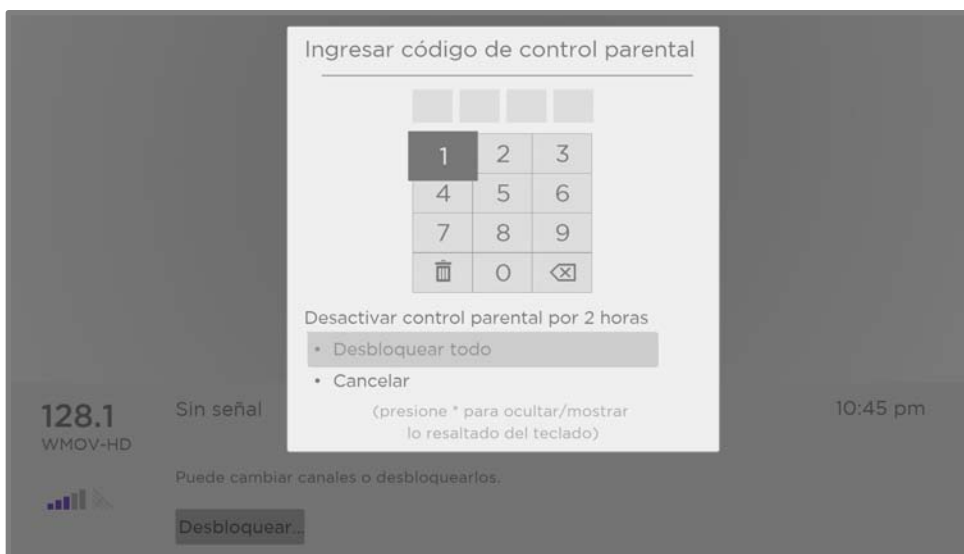 Ingresar código de control parental
1 2 3
4 5 6
7 8 9
0
Desactivar control parental por 2 horas
• Desbloquear todo
• Cancelar
(presione * para ocultar/mostrar
lo resaltado del teclado)
128.1
WMOV-HD
Sin señal
10:45 pm
Puede cambiar canales o desbloquearlos.
Desbloquear...